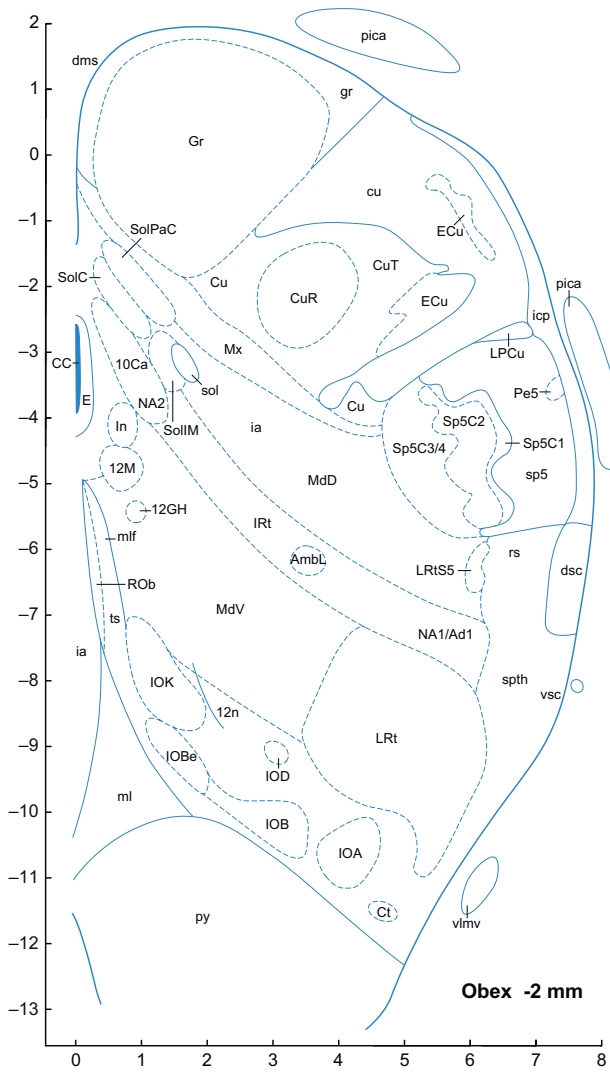 2
pica
dms
1
gr
Gr
0
cu
–1
SolPaC
ECu
SolC
Cu
CuT
pica
–2
CuR
ECu
icp
Mx
LPCu
–3
CC
10Ca
sol
Pe5
E
NA2
Cu
–4
SolIM
ia
Sp5C2
In
Sp5C3/4
Sp5C1
12M
MdD
sp5
–5
12GH
IRt
mlf
rs
–6
AmbL
LRtS5
dsc
ROb
MdV
–7
ts
NA1/Ad1
ia
IOK
spth
–8
vsc
12n
LRt
–9
IOBe
IOD
ml
–10
IOB
IOA
–11
Ct
vlmv
py
–12
Obex -2 mm
–13
0 1 2 3 4 5 6 7 8